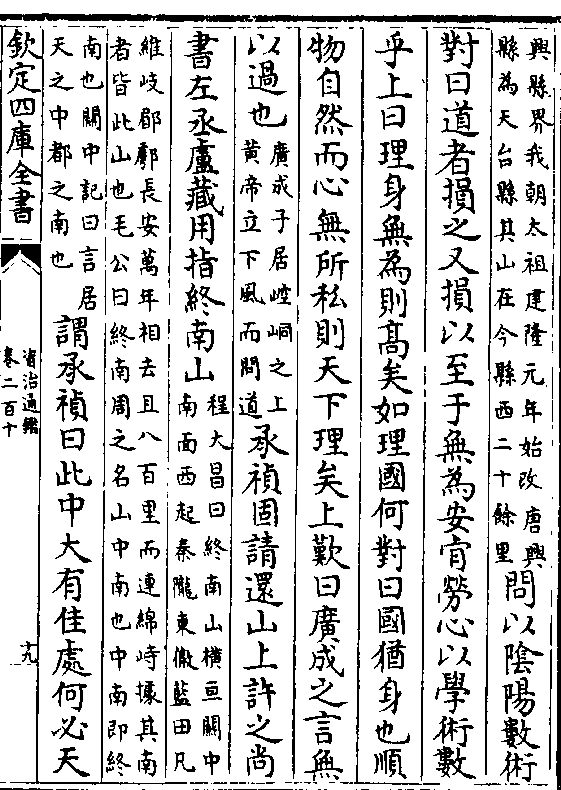 興縣界我朝太祖建隆元年始改唐興
縣為天台縣其山在今縣西二十餘里
問以陰陽數術
對曰道者損之又損以至于無為安肯勞心以學術數
乎上曰理身無為則髙矣如理國何對曰國猶身也順
物自然而心無所私則天下理矣上歎曰廣成之言無
以過也
廣成子居崆峒之上
黄帝立下風而問道
承禎固請還山上許之尚
書左丞盧藏用指終南山
程大昌曰終南山横亘關中
南面西起秦隴東徹藍田凡
雍岐郿鄠長安萬年相去且八百里而連綿峙據其南
者皆此山也毛公曰終南周之名山中南也中南即終
南也關中記曰言居
天之中都之南也
謂承禎曰此中大有佳處何必天
欽定四庫全書
資治通鑑
卷二百十
十九